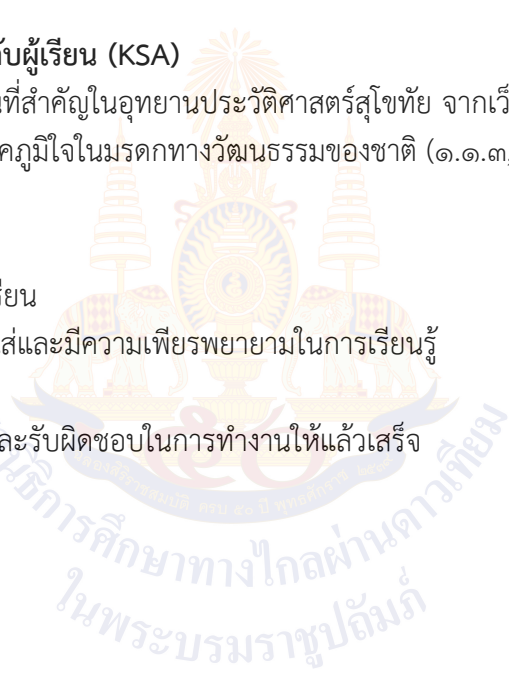 ับผู้เรียน (KSA)
นที่สำคัญในอุทยานประวัติศาสตร์สุโขทัย จากเว็
คภูมิใจในมรดกทางวัฒนธรรมของชาติ (๑.๑.๓,
รียน
ส่และมีความเพียรพยายามในการเรียนรู้
ละรับผิดชอบในการทำงานให้แล้วเสร็จ
ศึกษาทางไกลผ่านดาวเทียม
ในพระบรมราชูปถัมภ์